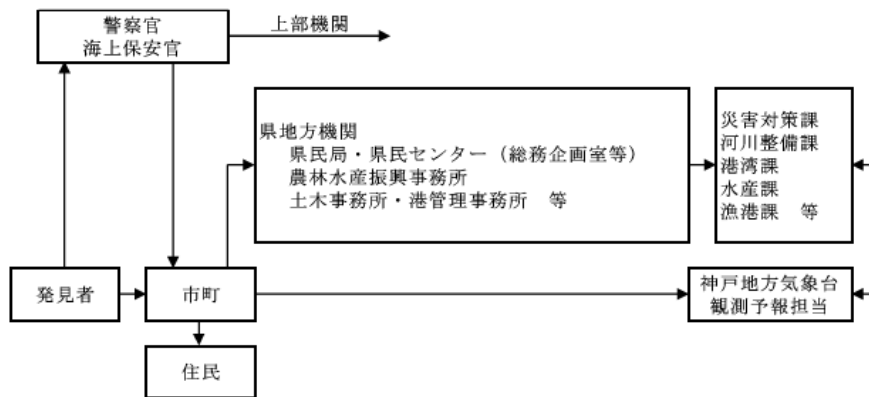 警察官
海上保安官
上部機関
県地方機関
県民局・県民センター（総務企画室等）
農林水産振興事務所
土木事務所・港管理事務所　等
災害対策課
河川整備課
港湾課
水産課
漁港課　等
発見者
市町
神戸地方気象台
観測予報担当
住民